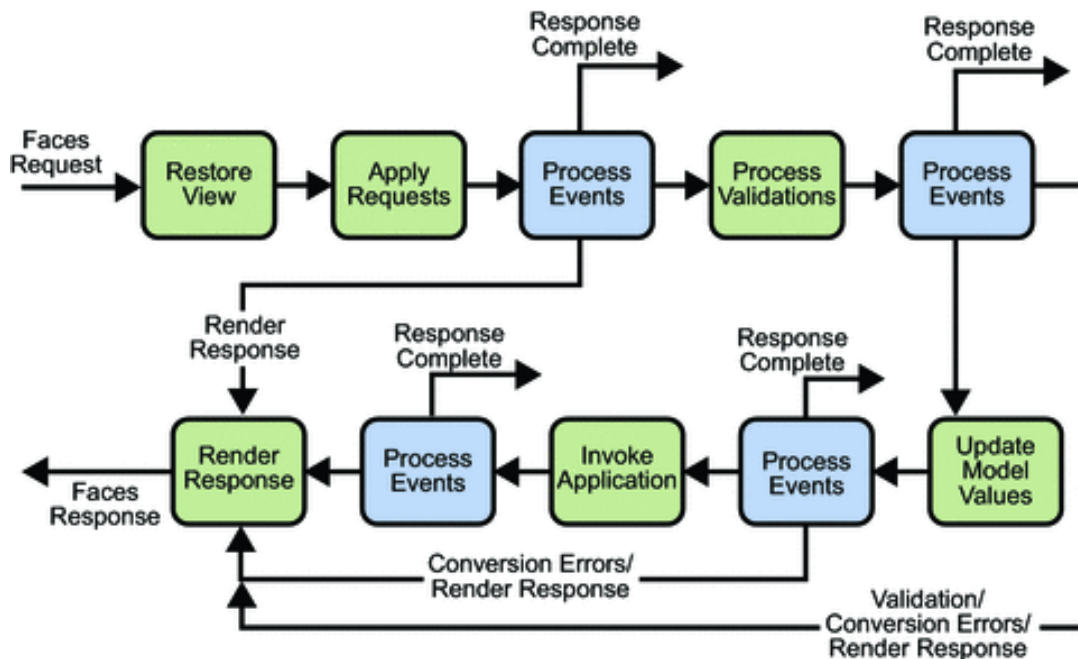 Response
Complete
Response
Complete
Faces
Request
Restore
View
Apply
Requests
Process
Events
Process
Validations
Process
Events
Render
Response
Response
Complete
Response
Complete
Render
Response
Process
Events
Invoke
Application
Process
Events
Update
Model
Values
Faces
Response
Conversion Errors/
Render Response
Validation/
Conversion Errors/
Render Response